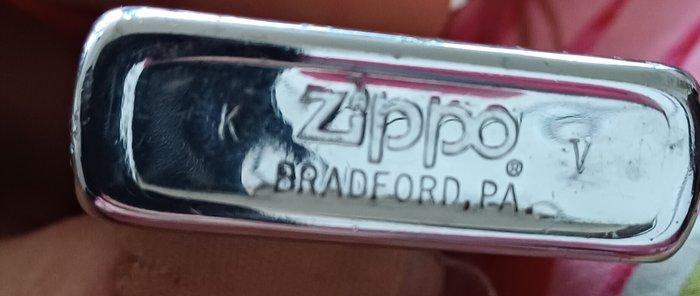 K Zippo® V
BRADFORD, PA.